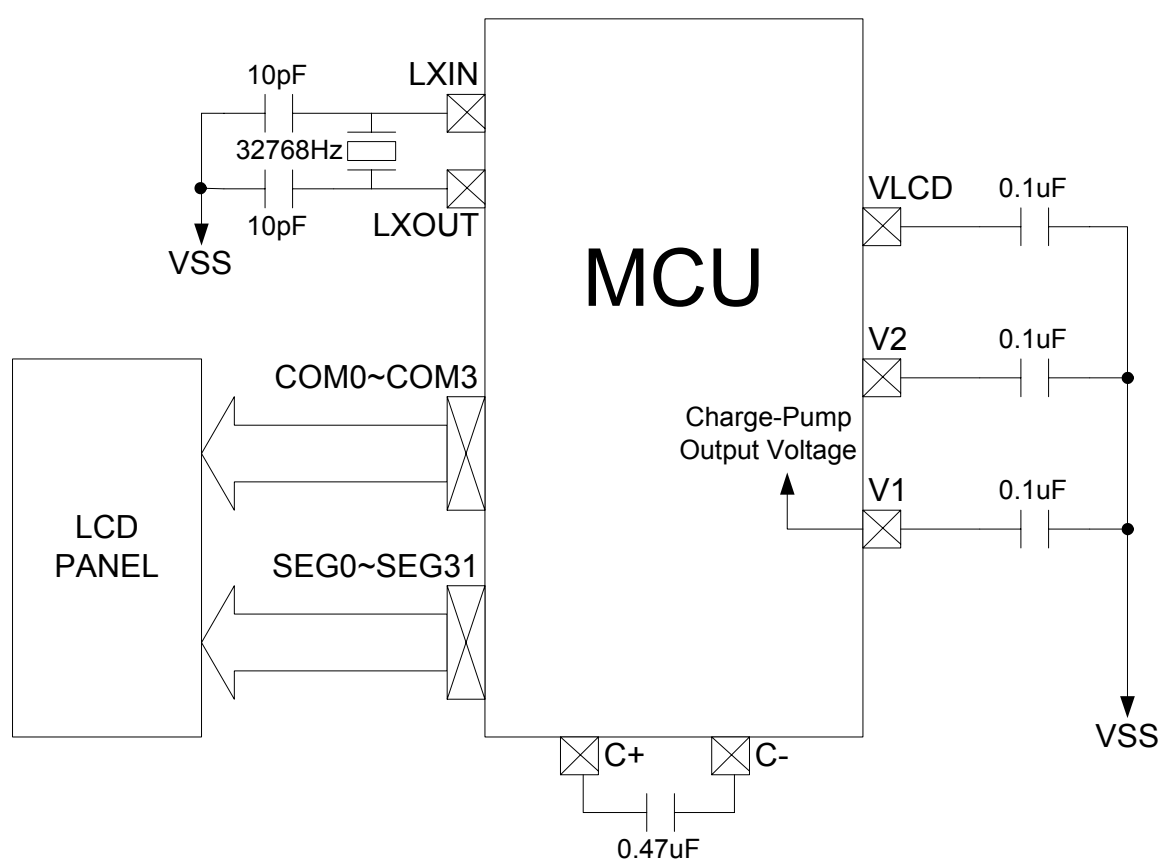 10pF
LXIN
32768Hz
10pF
LXOUT
VSS
MCU
VLCD
0.1uF
V2
0.1uF
Charge-Pump
Output Voltage
V1
0.1uF
VSS
COM0~COM3
SEG0~SEG31
LCD
PANEL
C+
C-
0.47uF